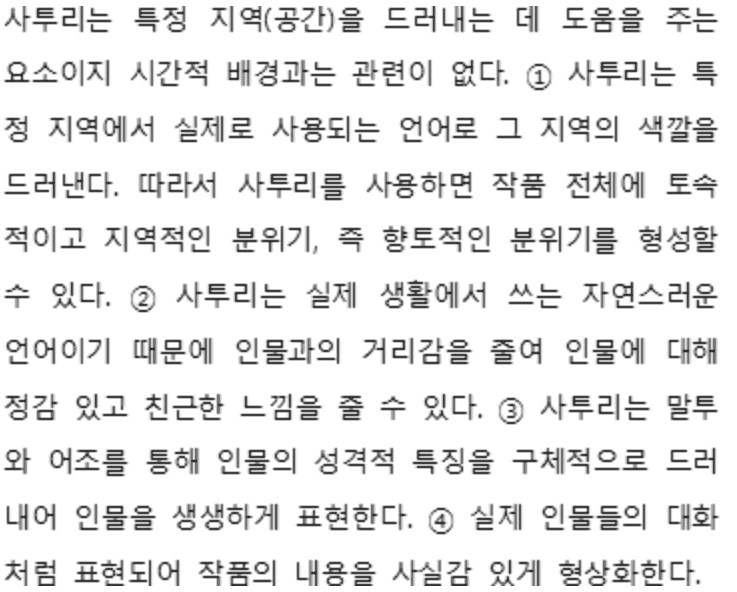 사투리는 특정 지역(공간)을 드러내는 데 도움을 주는
요소이지 시간적 배경과는 관련이 없다. ① 사투리는 특
정 지역에서 실제로 사용되는 언어로 그 지역의 색깔을
드러낸다. 따라서 사투리를 사용하면 작품 전체에 토속
적이고 지역적인 분위기, 즉 향토적인 분위기를 형성할
수 있다. ② 사투리는 실제 생활에서 쓰는 자연스러운
언어이기 때문에 인물과의 거리감을 줄여 인물에 대해
정감 있고 친근한 느낌을 줄 수 있다. ③ 사투리는 말투
와 어조를 통해 인물의 성격적 특징을 구체적으로 드러
내어 인물을 생생하게 표현한다. ④ 실제 인물들의 대화
처럼 표현되어 작품의 내용을 사실감 있게 형상화한다.